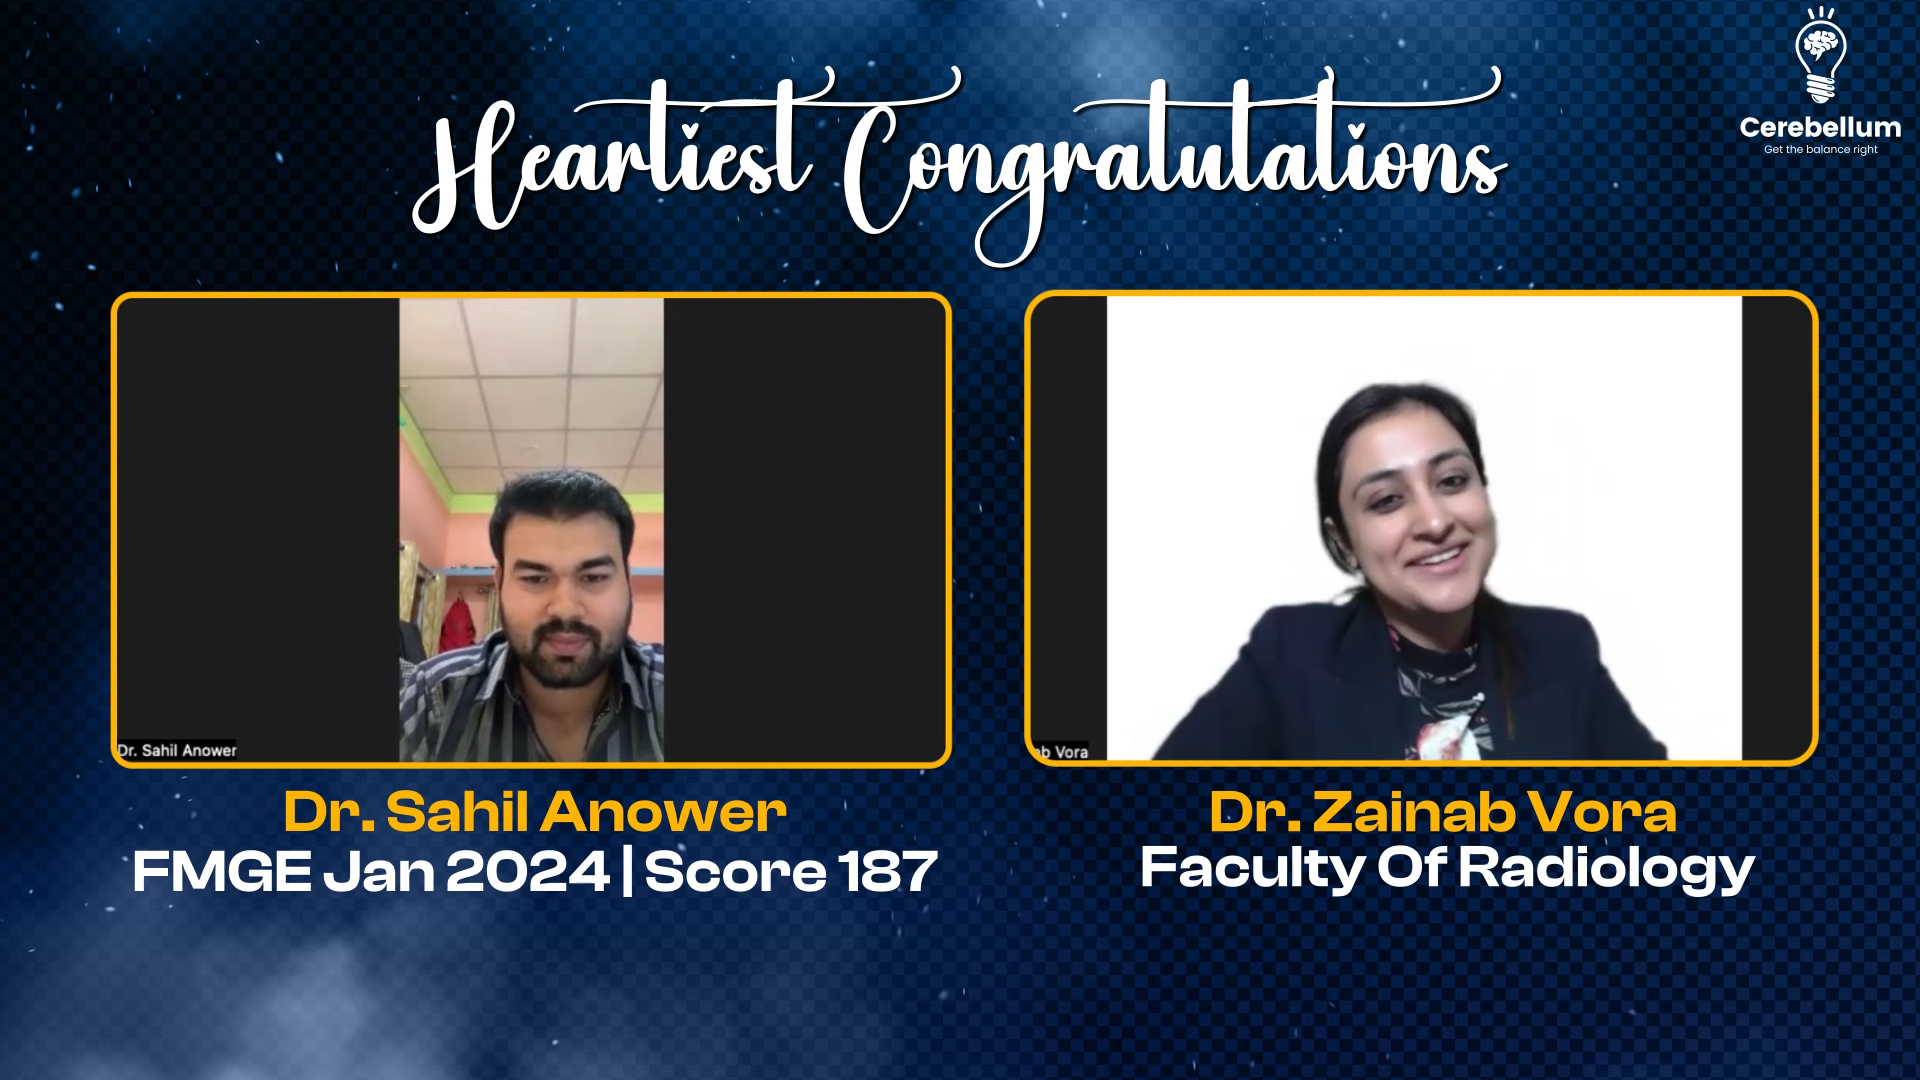 Heartiest Congratulations
Cerebellum
Get the balance right
Dr. Sahil Anower
ab Vora
Dr. Sahil Anower
FMGE Jan 2024 | Score 187
Dr. Zainab Vora
Faculty Of Radiology